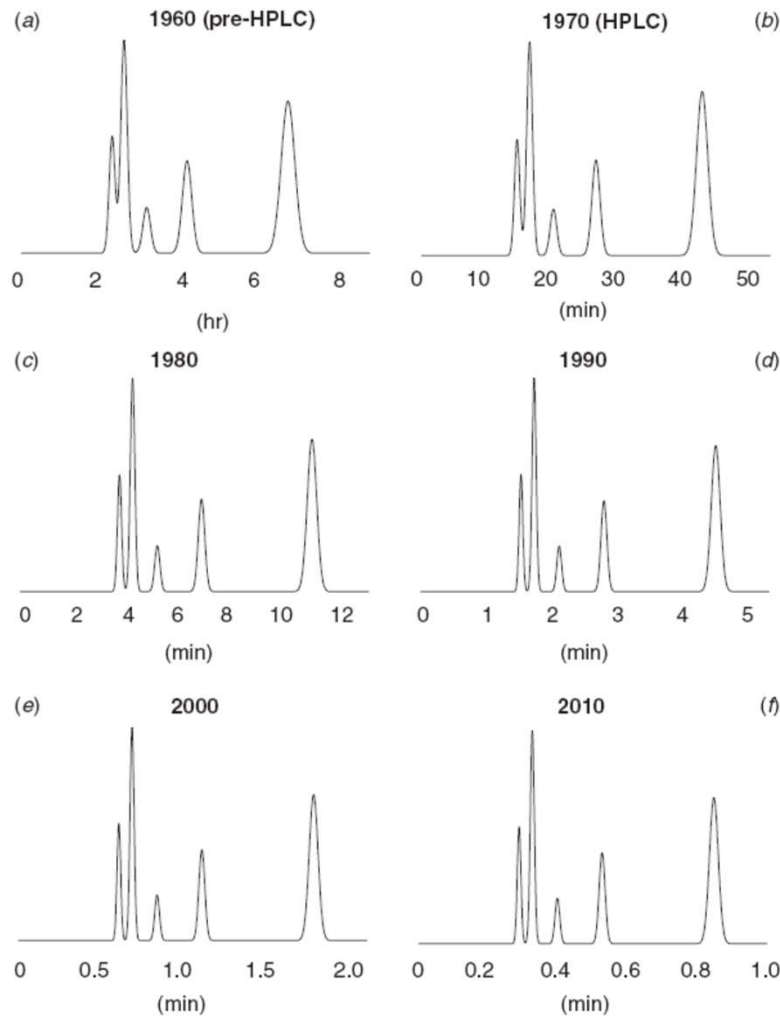 (a) 1960 (pre-HPLC)
0 2 4 6 8
(hr)
1970 (HPLC) (b)
0 10 20 30 40 50
(min)
(c) 1980
0 2 4 6 8 10 12
(min)
1990 (d)
0 1 2 3 4 5
(min)
(e) 2000
0 0.5 1.0 1.5 2.0
(min)
2010 (f)
0 0.2 0.4 0.6 0.8 1.0
(min)